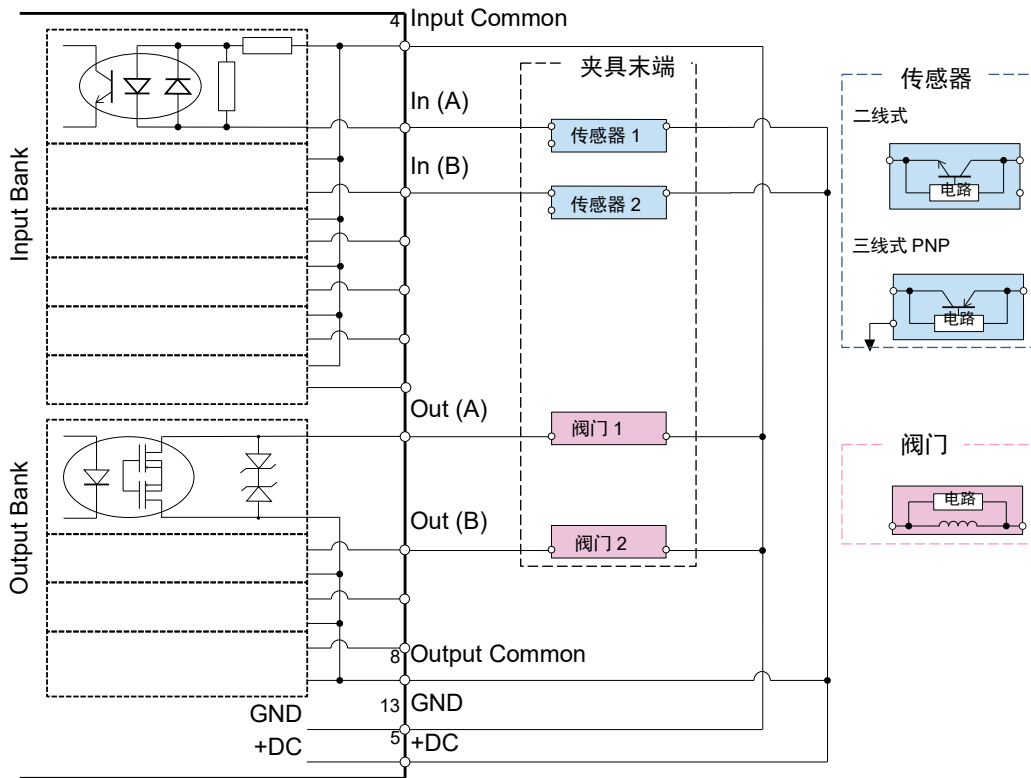 4 Input Common
夹具末端
传感器
In (A)
二线式
传感器 1
In (B)
电路
传感器 2
Input Bank
三线式 PNP
电路
Out (A)
阀门 1
阀门
电路
Out (B)
阀门 2
Output Bank
8 Output Common
GND
13 GND
+DC
5 +DC